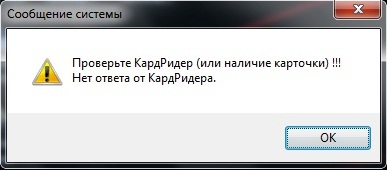 Сообщение системы
Проверьте КардРидер (или наличие карточки) !!!
Нет ответа от КардРидера.
OK